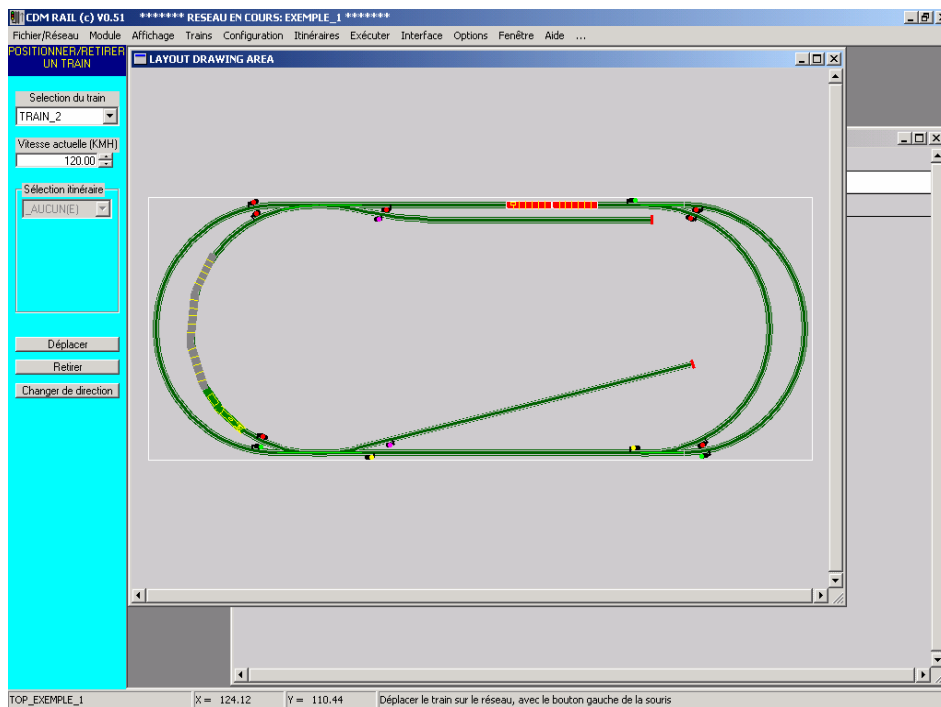 CDM RAIL (c) V0.51 ******* RESEAU EN COURS: EXEMPLE_1 *******
Fichier/Réseau Module Affichage Trains Configuration Itinéraires Exécuter Interface Options Fenêtre Aide ...
POSITIONNER/RETIRER
UN TRAIN
LAYOUT DRAWING AREA
Selection du train
TRAIN_2
Vitesse actuelle (KMH)
120.00
Sélection itinéraire
_AUCUN(E)
Déplacer
Retirer
Changer de direction
TOP_EXEMPLE_1 X = 124.12 Y = 110.44 Déplacer le train sur le réseau, avec le bouton gauche de la souris